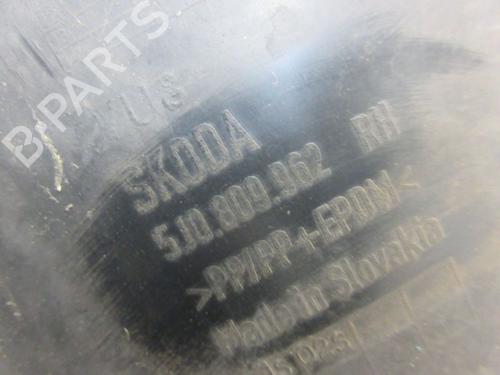 B-PARTS
SKODA
5J0.809.962 RH
>PP/PP+EPDM<
Made in Slovakia